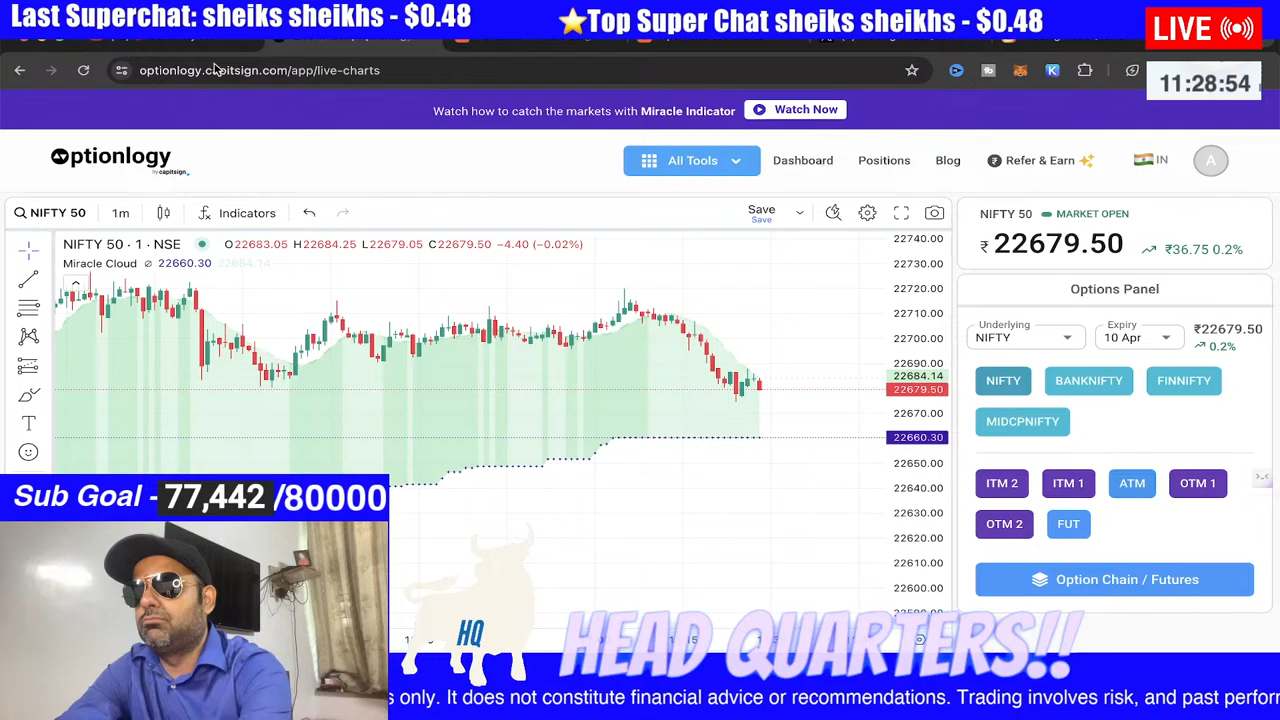 Last Superchat: sheiks sheikhs - $0.48
⭐Top Super Chat sheiks sheikhs - $0.48
LIVE
optionlogy.capitsign.com/app/live-charts
11:28:54
Watch how to catch the markets with Miracle Indicator
Watch Now
Optionlogy
by capitsign.
All Tools
Dashboard
Positions
Blog
Refer & Earn
IN
A
NIFTY 50
1m
Indicators
Save
Save
NIFTY 50 · 1 · NSE
O22683.05 H22684.25 L22679.05 C22679.50 −4.40 (−0.02%)
Miracle Cloud ⌀ 22660.30 22684.14
22740.00
22730.00
22720.00
22710.00
22700.00
22690.00
22684.14
22679.50
22670.00
22660.30
22650.00
22640.00
22630.00
22620.00
22610.00
22600.00
NIFTY 50
MARKET OPEN
₹ 22679.50
₹36.75 0.2%
Options Panel
Underlying
NIFTY
Expiry
10 Apr
₹22679.50
0.2%
NIFTY
BANKNIFTY
FINNIFTY
MIDCPNIFTY
ITM 2
ITM 1
ATM
OTM 1
OTM 2
FUT
Option Chain / Futures
Sub Goal - 77,442 /80000
HQ
HEAD QUARTERS!!
s only. It does not constitute financial advice or recommendations. Trading involves risk, and past perfor